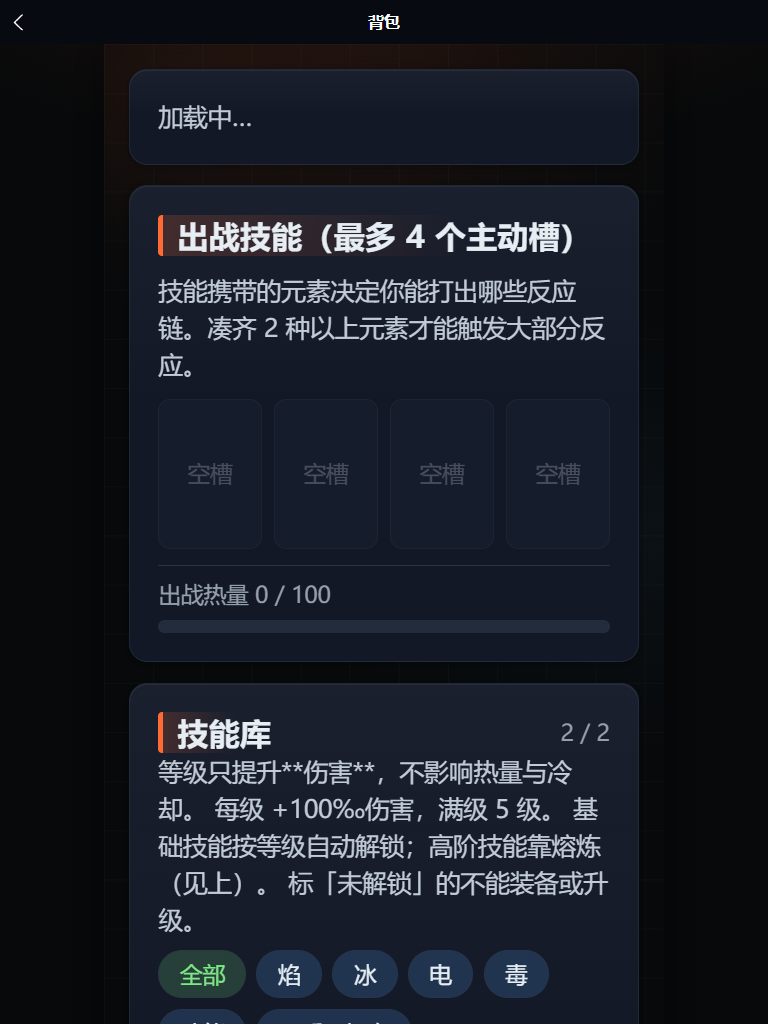 背包
加载中...
出战技能（最多 4 个主动槽）
技能携带的元素决定你能打出哪些反应
链。凑齐 2 种以上元素才能触发大部分反
应。
空槽 空槽 空槽 空槽
出战热量 0 / 100
技能库 2 / 2
等级只提升**伤害**，不影响热量与冷
却。 每级 +100‰伤害，满级 5 级。 基
础技能按等级自动解锁；高阶技能靠熔炼
（见上）。 标「未解锁」的不能装备或升
级。
全部 焰 冰 电 毒